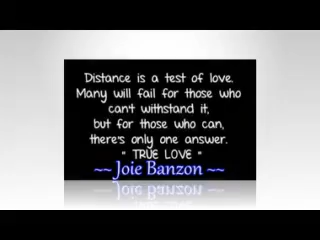 Distance is a test of love.
Many will fail for those who
can't withstand it,
but for those who can,
there's only one answer.
" TRUE LOVE "
~~ Joie Banzon ~~